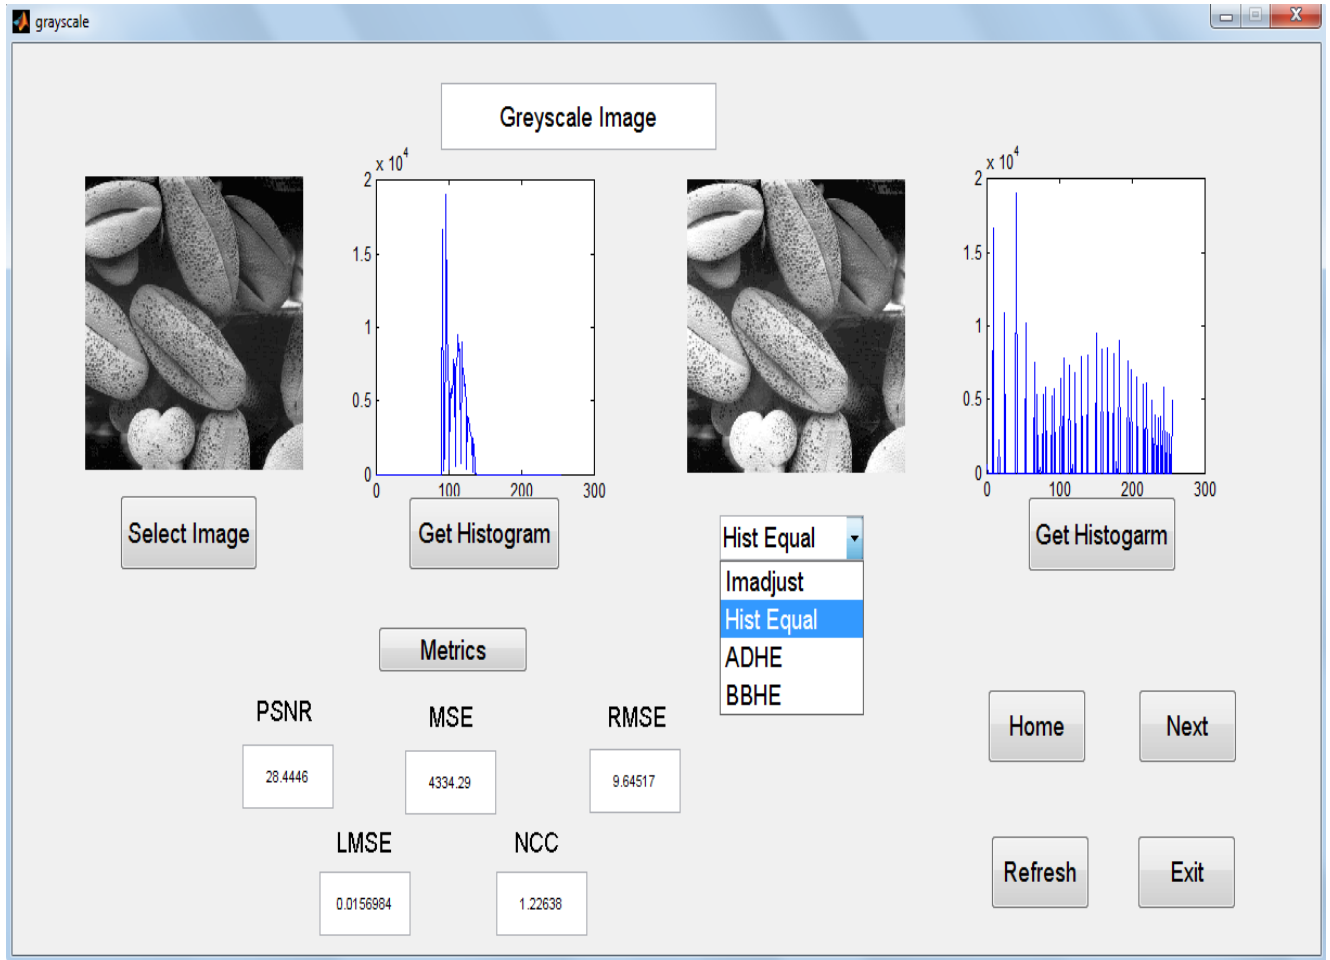 grayscale
Greyscale Image
x 10^4
2
1.5
1
0.5
0
0 100 200 300
x 10^4
2
1.5
1
0.5
0
0 100 200 300
Select Image
Get Histogram
Hist Equal
Imadjust
Hist Equal
ADHE
BBHE
Get Histogarm
Metrics
PSNR MSE RMSE
28.4446 4334.29 9.64517
LMSE NCC
0.0156984 1.22638
Home Next
Refresh Exit